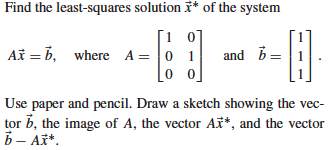 Find the least-squares solution x⃗* of the system
Ax⃗ = b⃗, where A = [1 0; 0 1; 0 0] and b⃗ = [1; 1; 1].
Use paper and pencil. Draw a sketch showing the vec-
tor b⃗, the image of A, the vector Ax⃗*, and the vector
b⃗ − Ax⃗*.